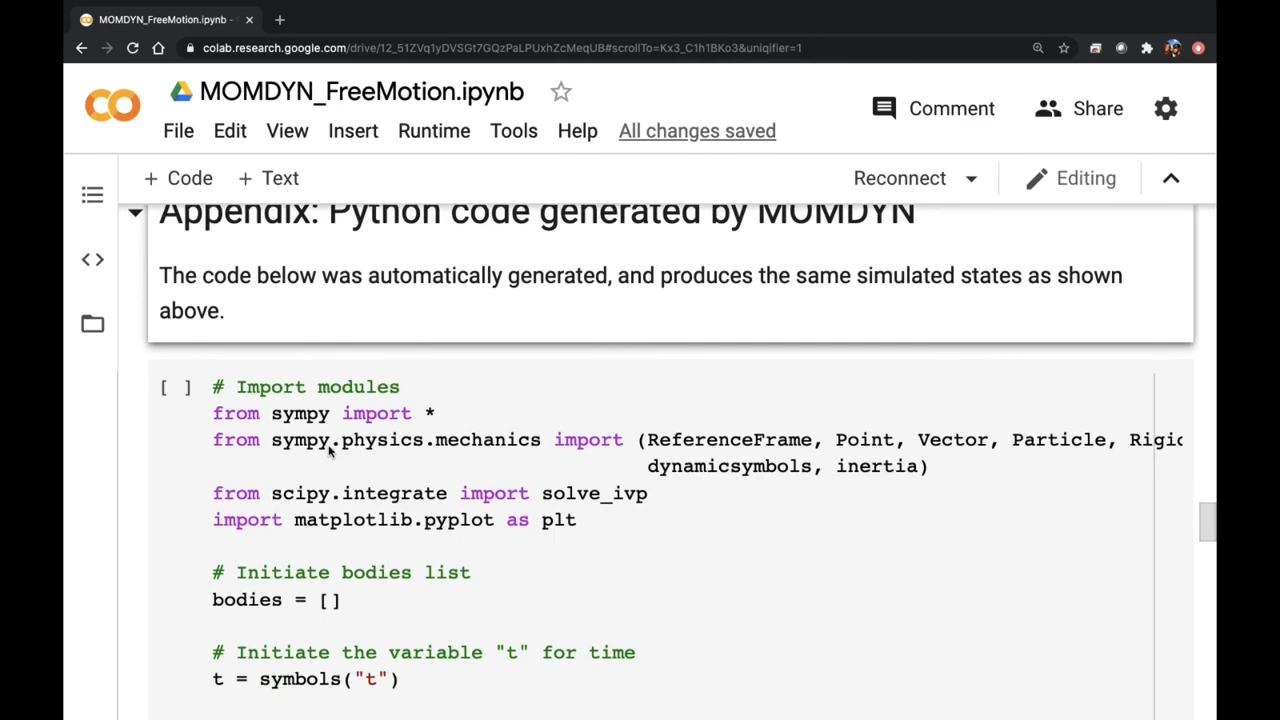 MOMDYN_FreeMotion.ipynb -
colab.research.google.com/drive/12_51ZVq1yDVSGt7GQzPaLPUxhZcMeqUB#scrollTo=Kx3_C1h1BKo3&uniqifier=1
MOMDYN_FreeMotion.ipynb
Comment
Share
File Edit View Insert Runtime Tools Help All changes saved
+ Code + Text
Reconnect
Editing
Appendix: Python code generated by MOMDYN
The code below was automatically generated, and produces the same simulated states as shown
above.
[ ] # Import modules
from sympy import *
from sympy.physics.mechanics import (ReferenceFrame, Point, Vector, Particle, Rigid
dynamicsymbols, inertia)
from scipy.integrate import solve_ivp
import matplotlib.pyplot as plt
# Initiate bodies list
bodies = []
# Initiate the variable "t" for time
t = symbols("t")